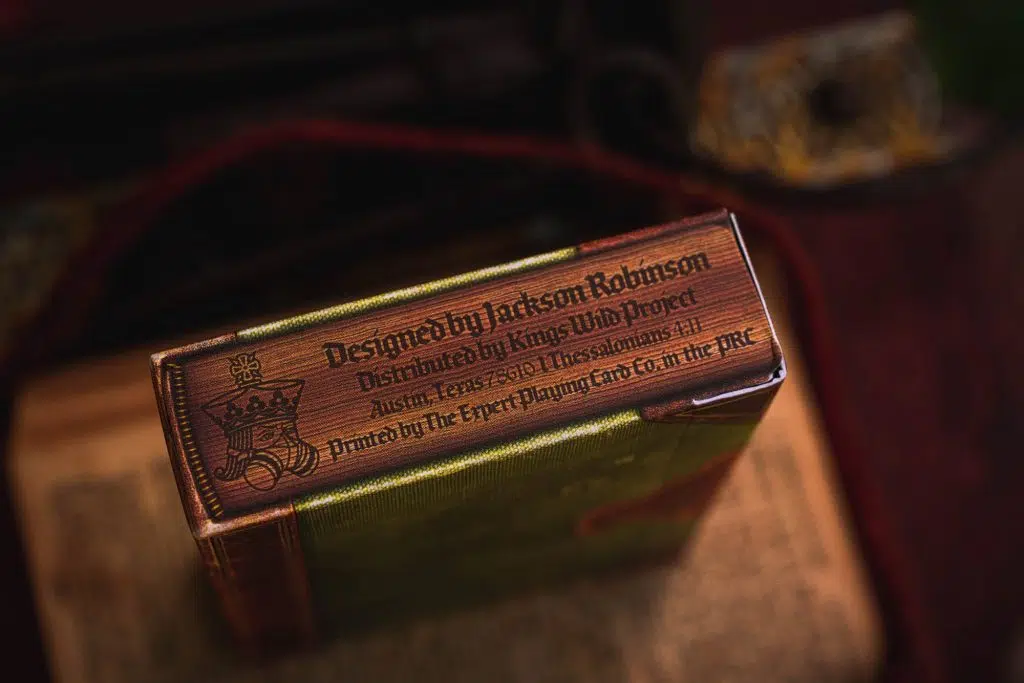 Designed by Jackson Robinson
Distributed by Kings Wild Project
Austin, Texas 78610 1 Thessalonians 4:11
Printed by The Expert Playing Card Co. in the PRC